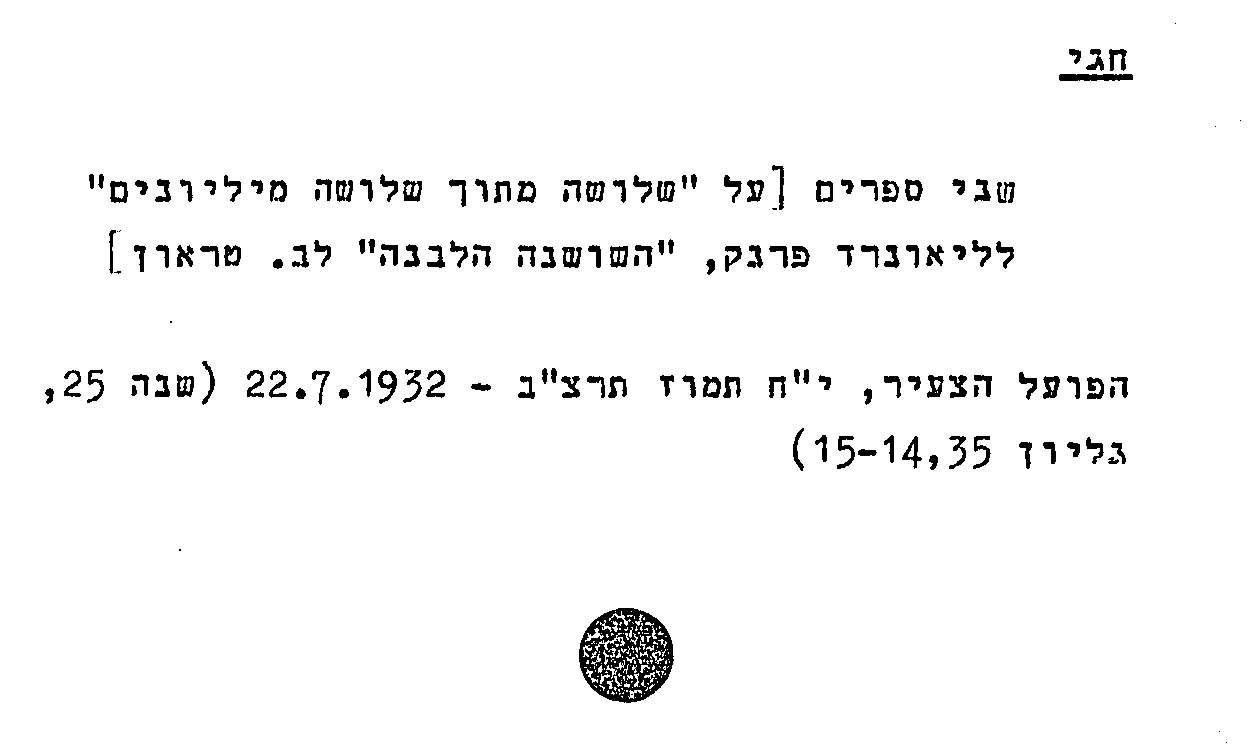 חגי
שני ספרים [על "שלושה מתוך שלושה מיליונים"
לליאונרד פרנק, "השושנה הלבנה" לב. טראון]
הפועל הצעיר, י"ח תמוז תרצ"ב - 22.7.1932 (שנה 25,
גליון 14,35-15)